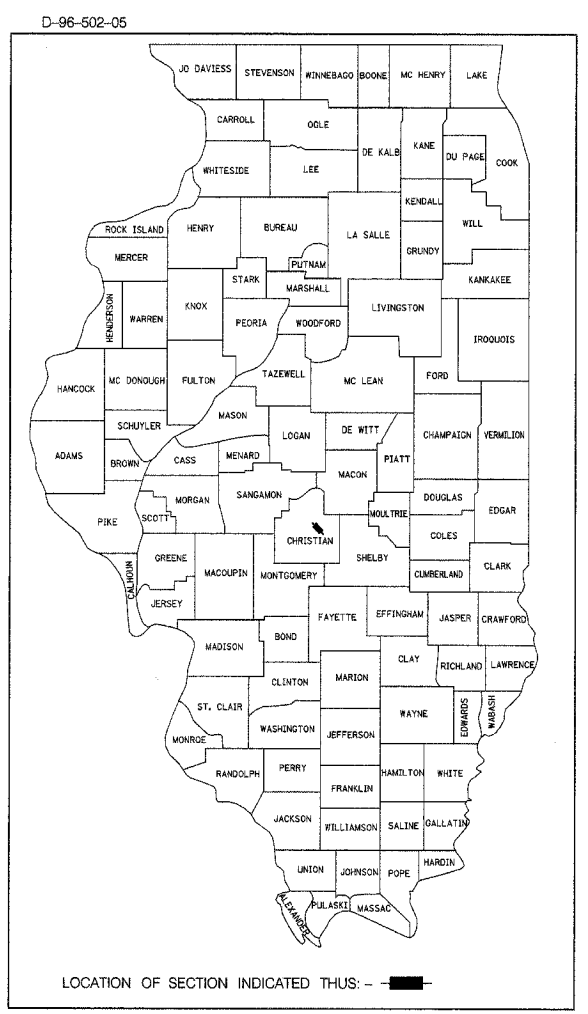 D-96-502-05
JO DAVIESS STEVENSON WINNEBAGO BOONE MC HENRY LAKE
CARROLL OGLE
DE KALB KANE DU PAGE COOK
WHITESIDE LEE
KENDALL
ROCK ISLAND HENRY BUREAU LA SALLE WILL
MERCER PUTNAM GRUNDY
STARK MARSHALL KANKAKEE
HENDERSON WARREN KNOX PEORIA WOODFORD LIVINGSTON
IROQUOIS
HANCOCK MC DONOUGH FULTON TAZEWELL MC LEAN FORD
MASON
SCHUYLER LOGAN DE WITT CHAMPAIGN VERMILION
ADAMS BROWN CASS MENARD PIATT
MACON
MORGAN SANGAMON DOUGLAS
PIKE SCOTT MOULTRIE EDGAR
CHRISTIAN COLES
GREENE SHELBY
CALHOUN MACOUPIN MONTGOMERY CUMBERLAND CLARK
JERSEY
FAYETTE EFFINGHAM JASPER CRAWFORD
MADISON BOND
CLAY RICHLAND LAWRENCE
CLINTON MARION
ST. CLAIR WAYNE EDWARDS WABASH
MONROE WASHINGTON JEFFERSON
RANDOLPH PERRY HAMILTON WHITE
FRANKLIN
JACKSON WILLIAMSON SALINE GALLATIN
UNION JOHNSON POPE HARDIN
ALEXANDER PULASKI MASSAC
LOCATION OF SECTION INDICATED THUS: -